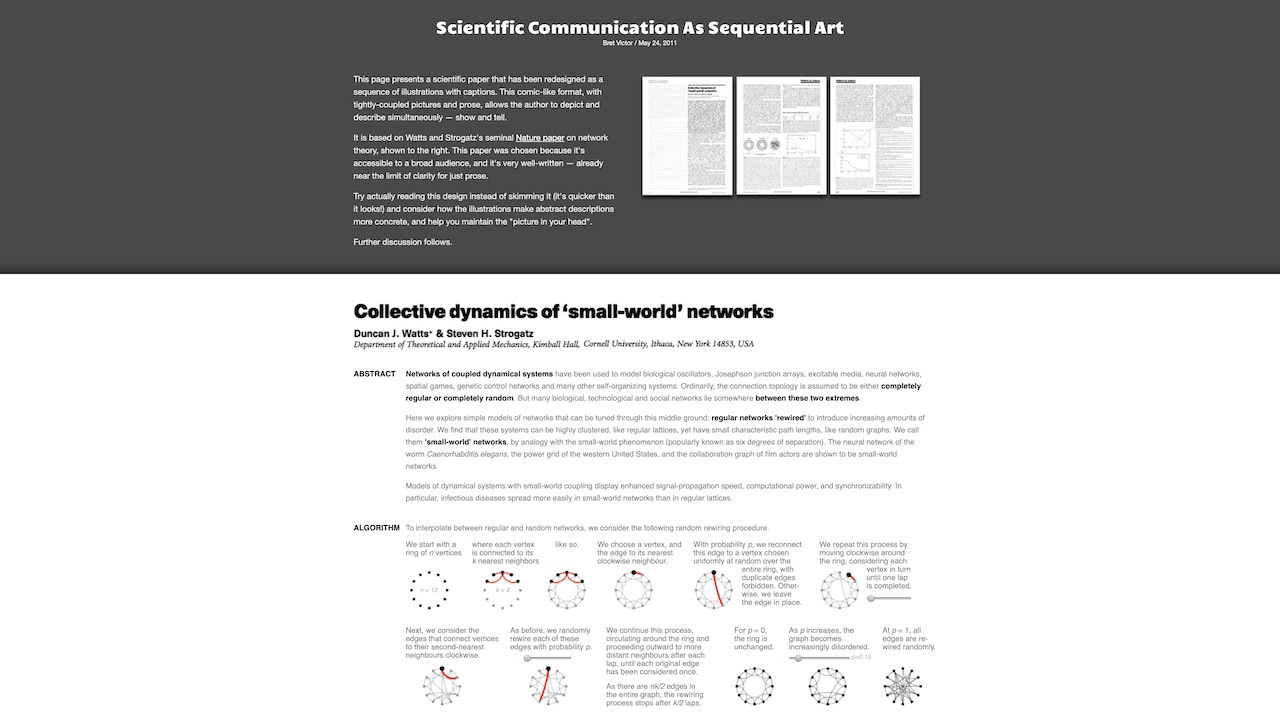 Scientific Communication As Sequential Art
Bret Victor / May 24, 2011
This page presents a scientific paper that has been redesigned as a
sequence of illustrations with captions. This comic-like format, with
tightly-coupled pictures and prose, allows the author to depict and
describe simultaneously — show and tell.
It is based on Watts and Strogatz's seminal Nature paper on network
theory, shown to the right. This paper was chosen because it's
accessible to a broad audience, and it's very well-written — already
near the limit of clarity for just prose.
Try actually reading this design instead of skimming it (it's quicker than
it looks!) and consider how the illustrations make abstract descriptions
more concrete, and help you maintain the "picture in your head".
Further discussion follows.
Collective dynamics of ‘small-world’ networks
Duncan J. Watts* & Steven H. Strogatz
Department of Theoretical and Applied Mechanics, Kimball Hall, Cornell University, Ithaca, New York 14853, USA
ABSTRACT
Networks of coupled dynamical systems have been used to model biological oscillators, Josephson junction arrays, excitable media, neural networks,
spatial games, genetic control networks and many other self-organizing systems. Ordinarily, the connection topology is assumed to be either completely
regular or completely random. But many biological, technological and social networks lie somewhere between these two extremes.
Here we explore simple models of networks that can be tuned through this middle ground: regular networks 'rewired' to introduce increasing amounts of
disorder. We find that these systems can be highly clustered, like regular lattices, yet have small characteristic path lengths, like random graphs. We call
them 'small-world' networks, by analogy with the small-world phenomenon (popularly known as six degrees of separation). The neural network of the
worm Caenorhabditis elegans, the power grid of the western United States, and the collaboration graph of film actors are shown to be small-world
networks.
Models of dynamical systems with small-world coupling display enhanced signal-propagation speed, computational power, and synchronizability. In
particular, infectious diseases spread more easily in small-world networks than in regular lattices.
ALGORITHM
To interpolate between regular and random networks, we consider the following random rewiring procedure.
We start with a
ring of n vertices
n = 12
where each vertex
is connected to its
k nearest neighbors
k = 4
like so.
We choose a vertex, and
the edge to its nearest
clockwise neighbour.
With probability p, we reconnect
this edge to a vertex chosen
uniformly at random over the
entire ring, with
duplicate edges
forbidden. Other-
wise, we leave
the edge in place.
We repeat this process by
moving clockwise around
the ring, considering each
vertex in turn
until one lap
is completed.
Next, we consider the
edges that connect vertices
to their second-nearest
neighbours clockwise.
As before, we randomly
rewire each of these
edges with probability p.
We continue this process,
circulating around the ring and
proceeding outward to more
distant neighbours after each
lap, until each original edge
has been considered once.
As there are nk/2 edges in
the entire graph, the rewiring
process stops after k/2 laps.
For p = 0,
the ring is
unchanged.
As p increases, the
graph becomes
increasingly disordered.
p=0.15
At p = 1, all
edges are re-
wired randomly.